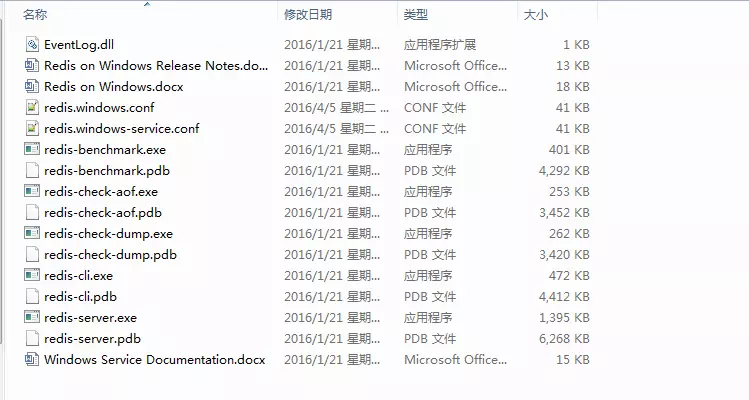 名称 修改日期 类型 大小
EventLog.dll 2016/1/21 星期... 应用程序扩展 1 KB
Redis on Windows Release Notes.do... 2016/1/21 星期... Microsoft Office... 13 KB
Redis on Windows.docx 2016/1/21 星期... Microsoft Office... 18 KB
redis.windows.conf 2016/4/5 星期二 ... CONF 文件 41 KB
redis.windows-service.conf 2016/4/5 星期二 ... CONF 文件 41 KB
redis-benchmark.exe 2016/1/21 星期... 应用程序 401 KB
redis-benchmark.pdb 2016/1/21 星期... PDB 文件 4,292 KB
redis-check-aof.exe 2016/1/21 星期... 应用程序 253 KB
redis-check-aof.pdb 2016/1/21 星期... PDB 文件 3,452 KB
redis-check-dump.exe 2016/1/21 星期... 应用程序 262 KB
redis-check-dump.pdb 2016/1/21 星期... PDB 文件 3,420 KB
redis-cli.exe 2016/1/21 星期... 应用程序 472 KB
redis-cli.pdb 2016/1/21 星期... PDB 文件 4,412 KB
redis-server.exe 2016/1/21 星期... 应用程序 1,395 KB
redis-server.pdb 2016/1/21 星期... PDB 文件 6,268 KB
Windows Service Documentation.docx 2016/1/21 星期... Microsoft Office... 15 KB